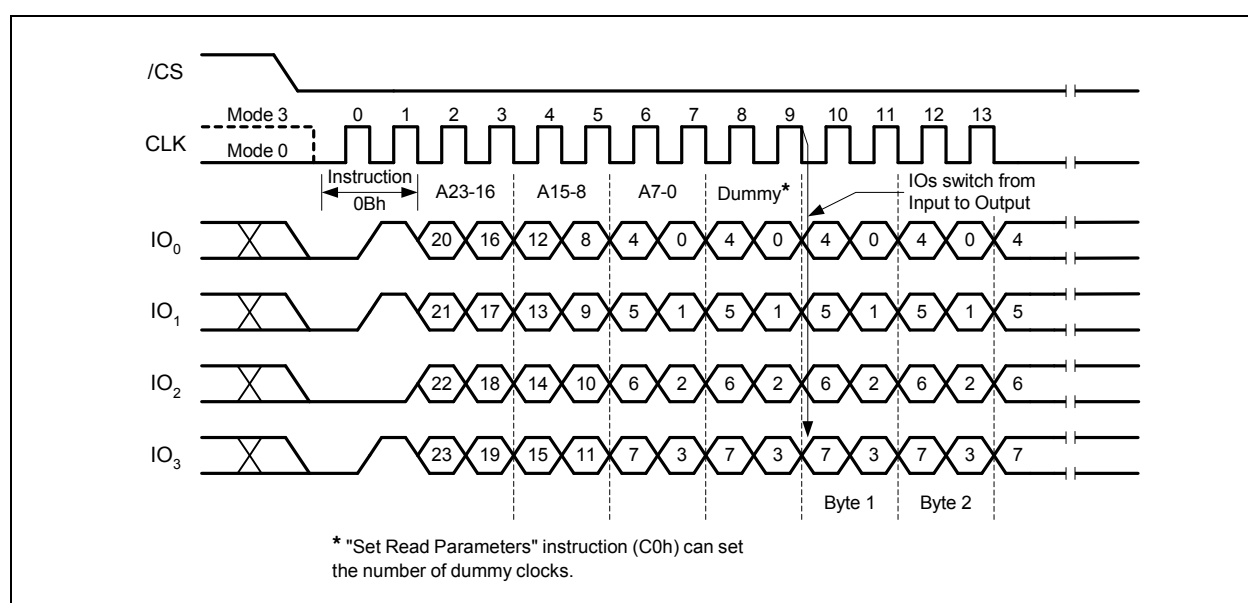 /CS
Mode 3
0 1 2 3 4 5 6 7 8 9 10 11 12 13
CLK
Mode 0
Instruction
0Bh
A23-16 A15-8 A7-0 Dummy*
IOs switch from
Input to Output
IO0 20 16 12 8 4 0 4 0 4 0 4 0 4
IO1 21 17 13 9 5 1 5 1 5 1 5 1 5
IO2 22 18 14 10 6 2 6 2 6 2 6 2 6
IO3 23 19 15 11 7 3 7 3 7 3 7 3 7
Byte 1 Byte 2
* "Set Read Parameters" instruction (C0h) can set
the number of dummy clocks.